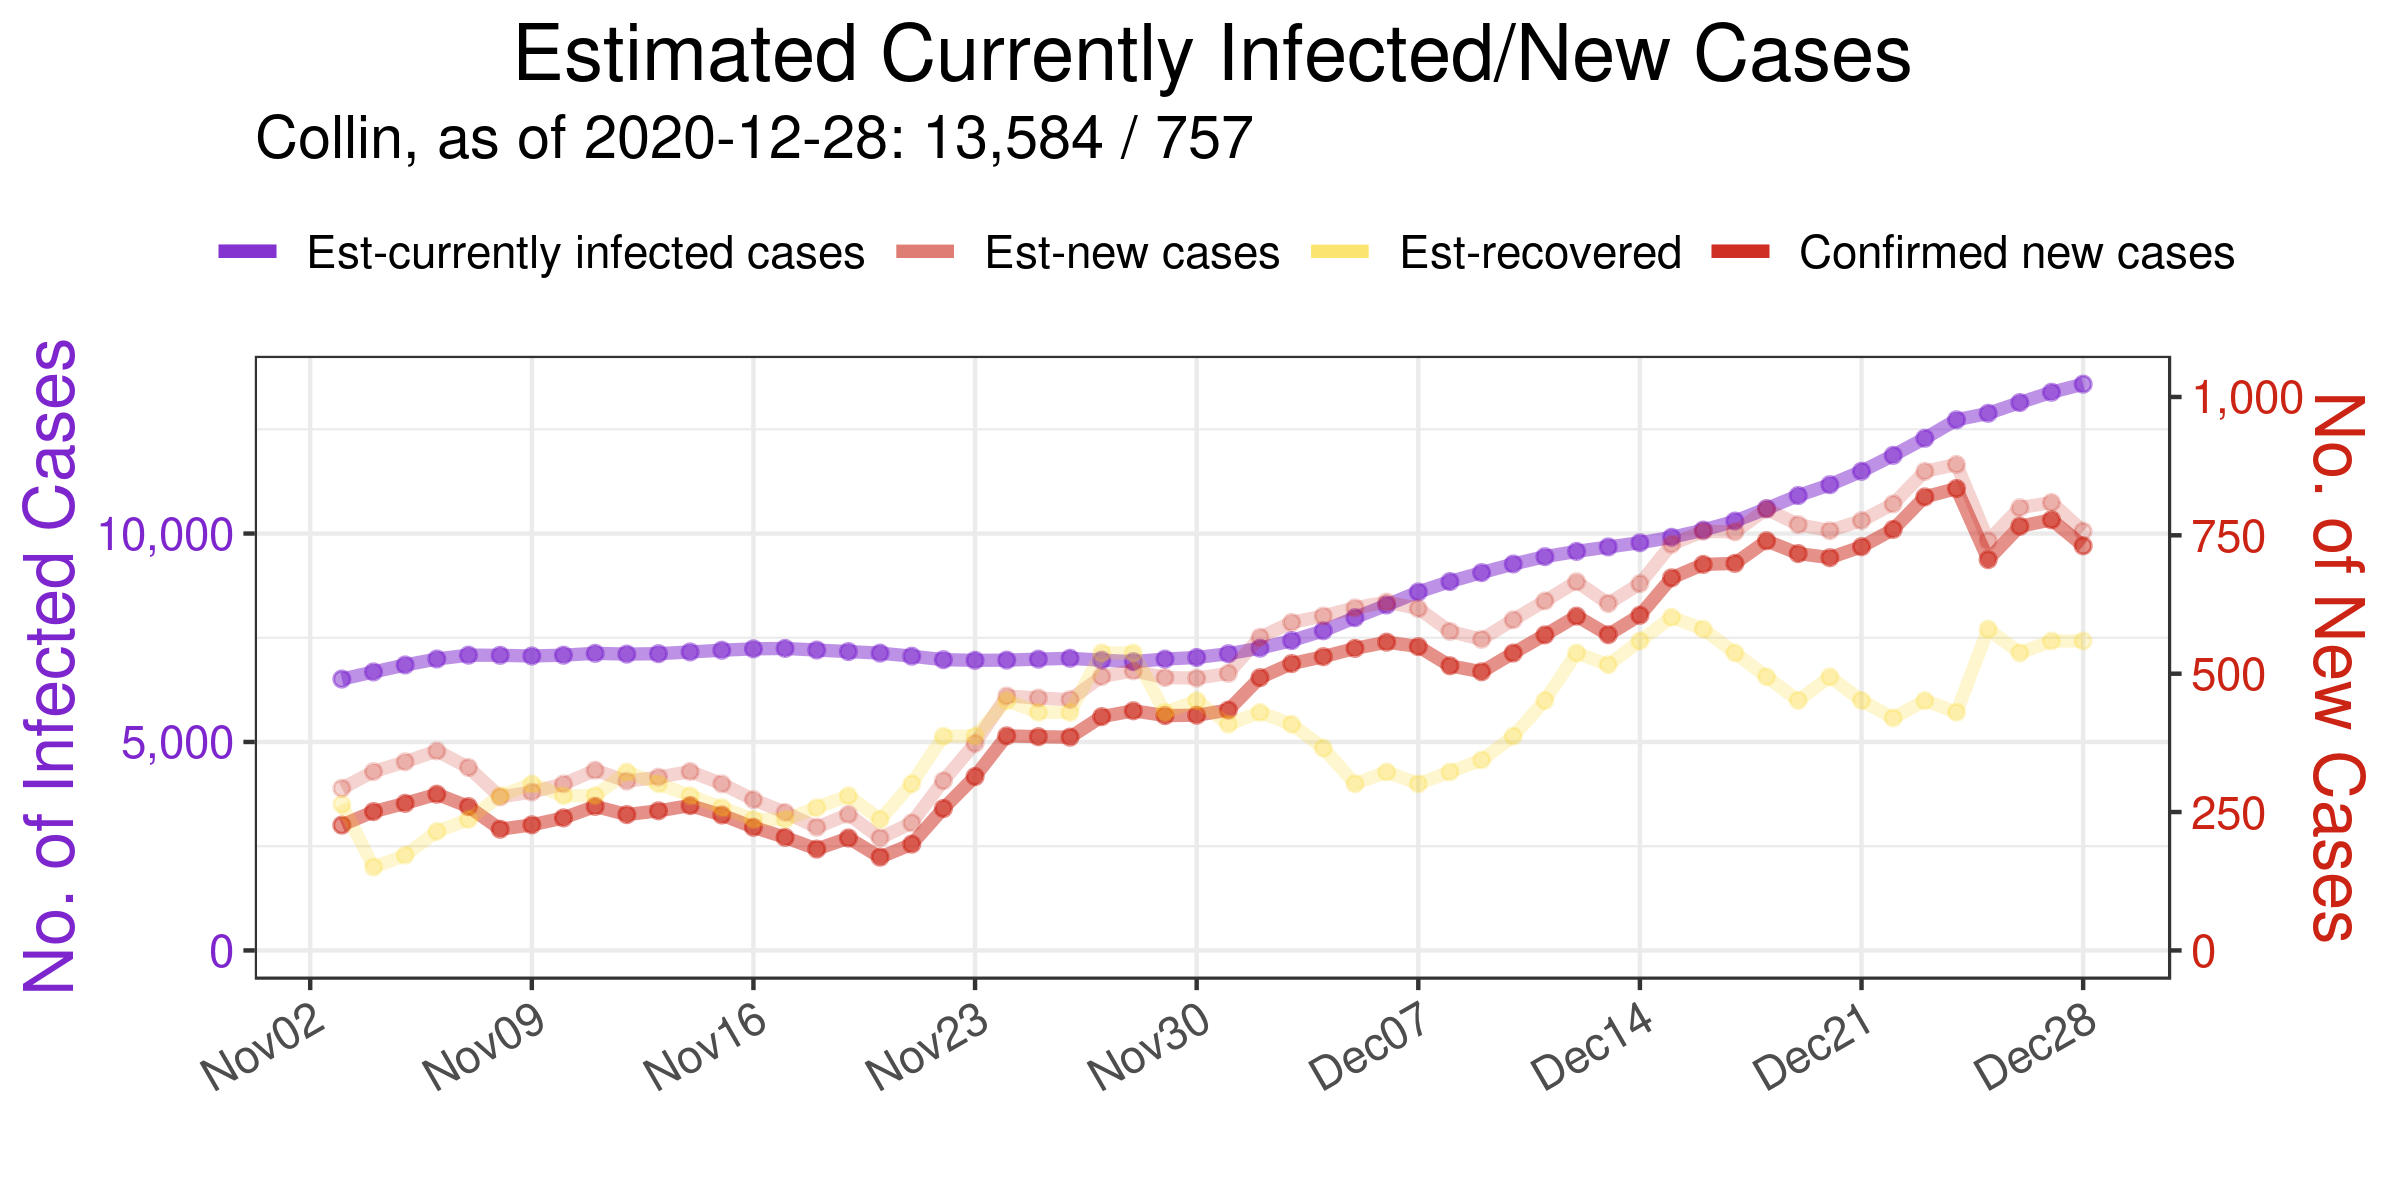 Estimated Currently Infected/New Cases
Collin, as of 2020-12-28: 13,584 / 757
Est-currently infected cases Est-new cases Est-recovered Confirmed new cases
No. of Infected Cases
10,000
5,000
0
1,000
750
500
250
0
No. of New Cases
Nov02 Nov09 Nov16 Nov23 Nov30 Dec07 Dec14 Dec21 Dec28